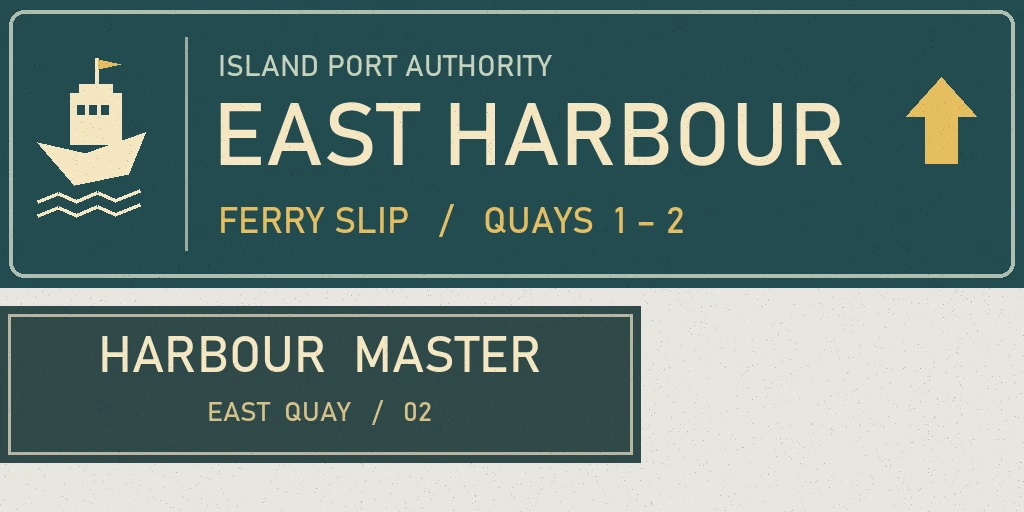 ISLAND PORT AUTHORITY
EAST HARBOUR
FERRY SLIP / QUAYS 1 – 2
HARBOUR MASTER
EAST QUAY / 02